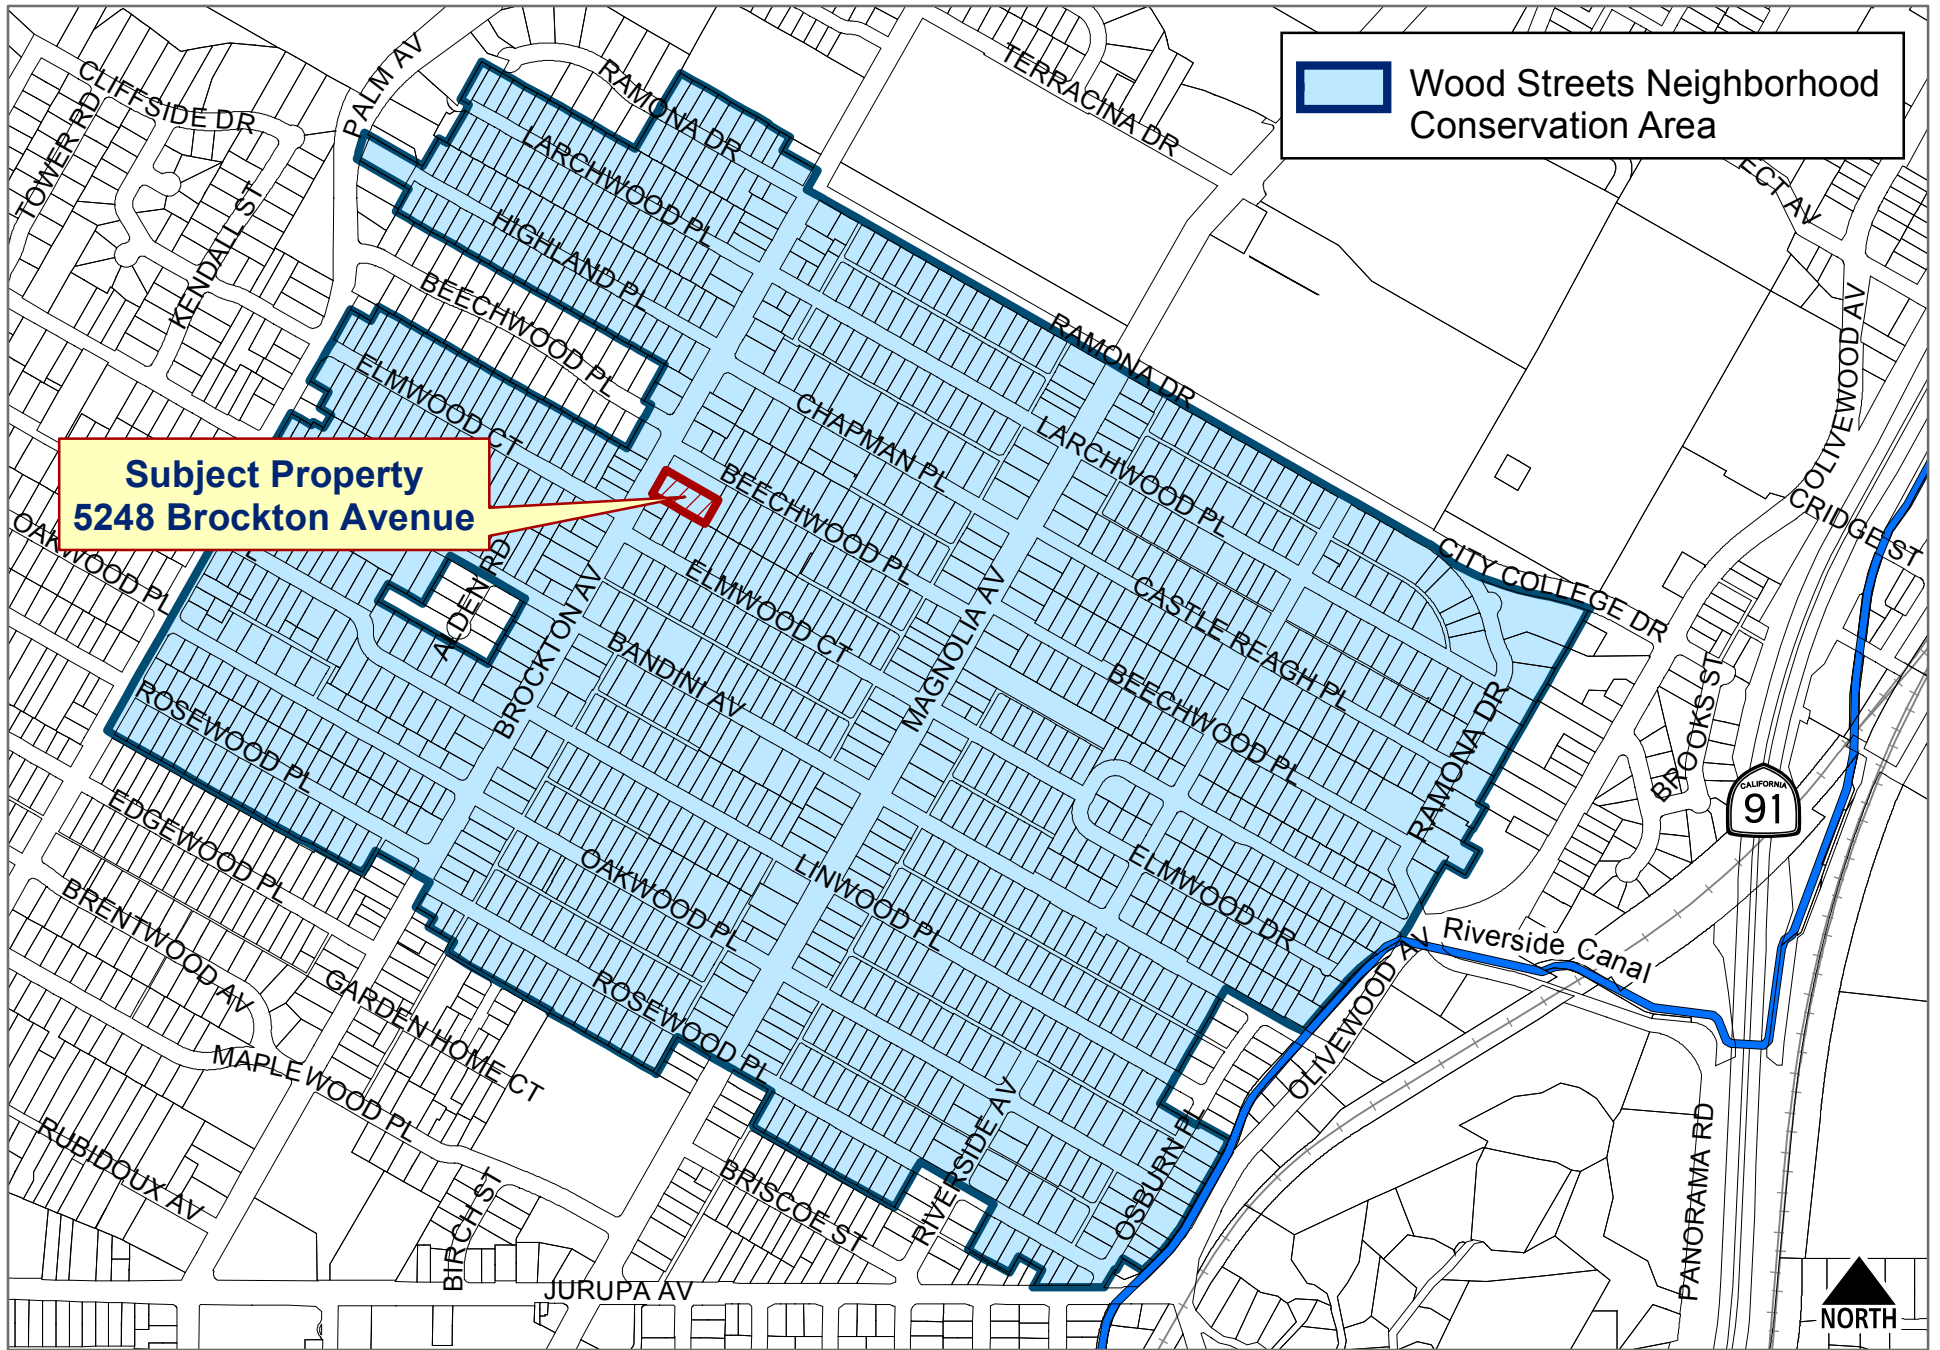 Wood Streets Neighborhood
Conservation Area
Subject Property
5248 Brockton Avenue
CLIFFSIDE DR
TOWER RD
PALM AV
RAMONA DR
TERRACINA DR
ECT AV
LARCHWOOD PL
KENDALL ST
HIGHLAND PL
BEECHWOOD PL
RAMONA DR
OLIVEWOOD AV
ELMWOOD CT
CHAPMAN PL
LARCHWOOD PL
CRIDGE ST
OAKWOOD PL
BEECHWOOD PL
CITY COLLEGE DR
ALDEN RD
ELMWOOD CT
CASTLE REAGH PL
BROCKTON AV
BANDINI AV
MAGNOLIA AV
BEECHWOOD PL
RAMONA DR
BROOKS ST
ROSEWOOD PL
CALIFORNIA
91
EDGEWOOD PL
OAKWOOD PL
LINWOOD PL
ELMWOOD DR
BRENTWOOD AV
Riverside Canal
GARDEN HOME CT
ROSEWOOD PL
OLIVEWOOD AV
MAPLEWOOD PL
RUBIDOUX AV
BIRCH ST
BRISCOE ST
RIVERSIDE AV
OSBURN PL
PANORAMA RD
JURUPA AV
NORTH